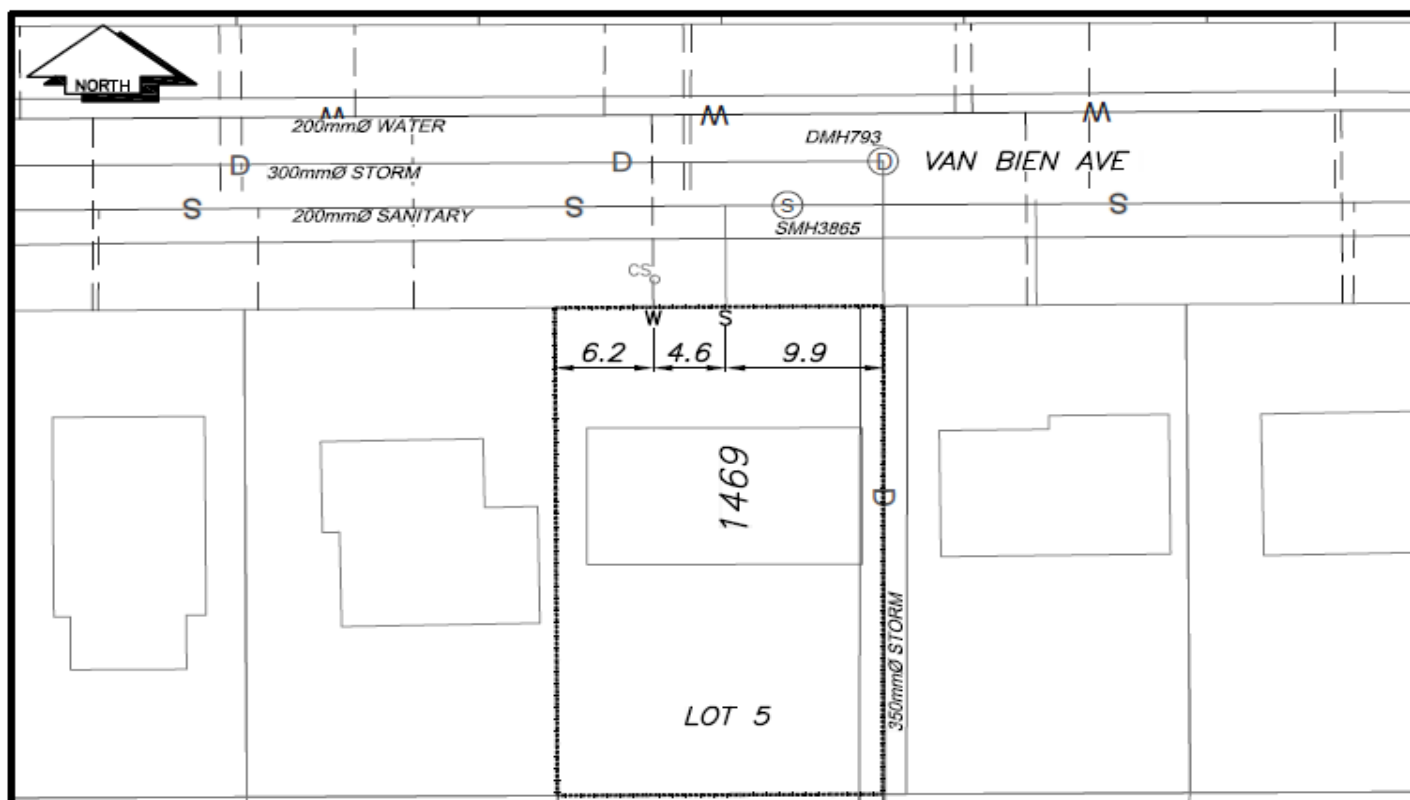 NORTH
W W W
200mmØ WATER
DMH793
D D D VAN BIEN AVE
300mmØ STORM
S S S S
200mmØ SANITARY
SMH3865
CS
W S
6.2 4.6 9.9
1469
D
350mmØ STORM
LOT 5